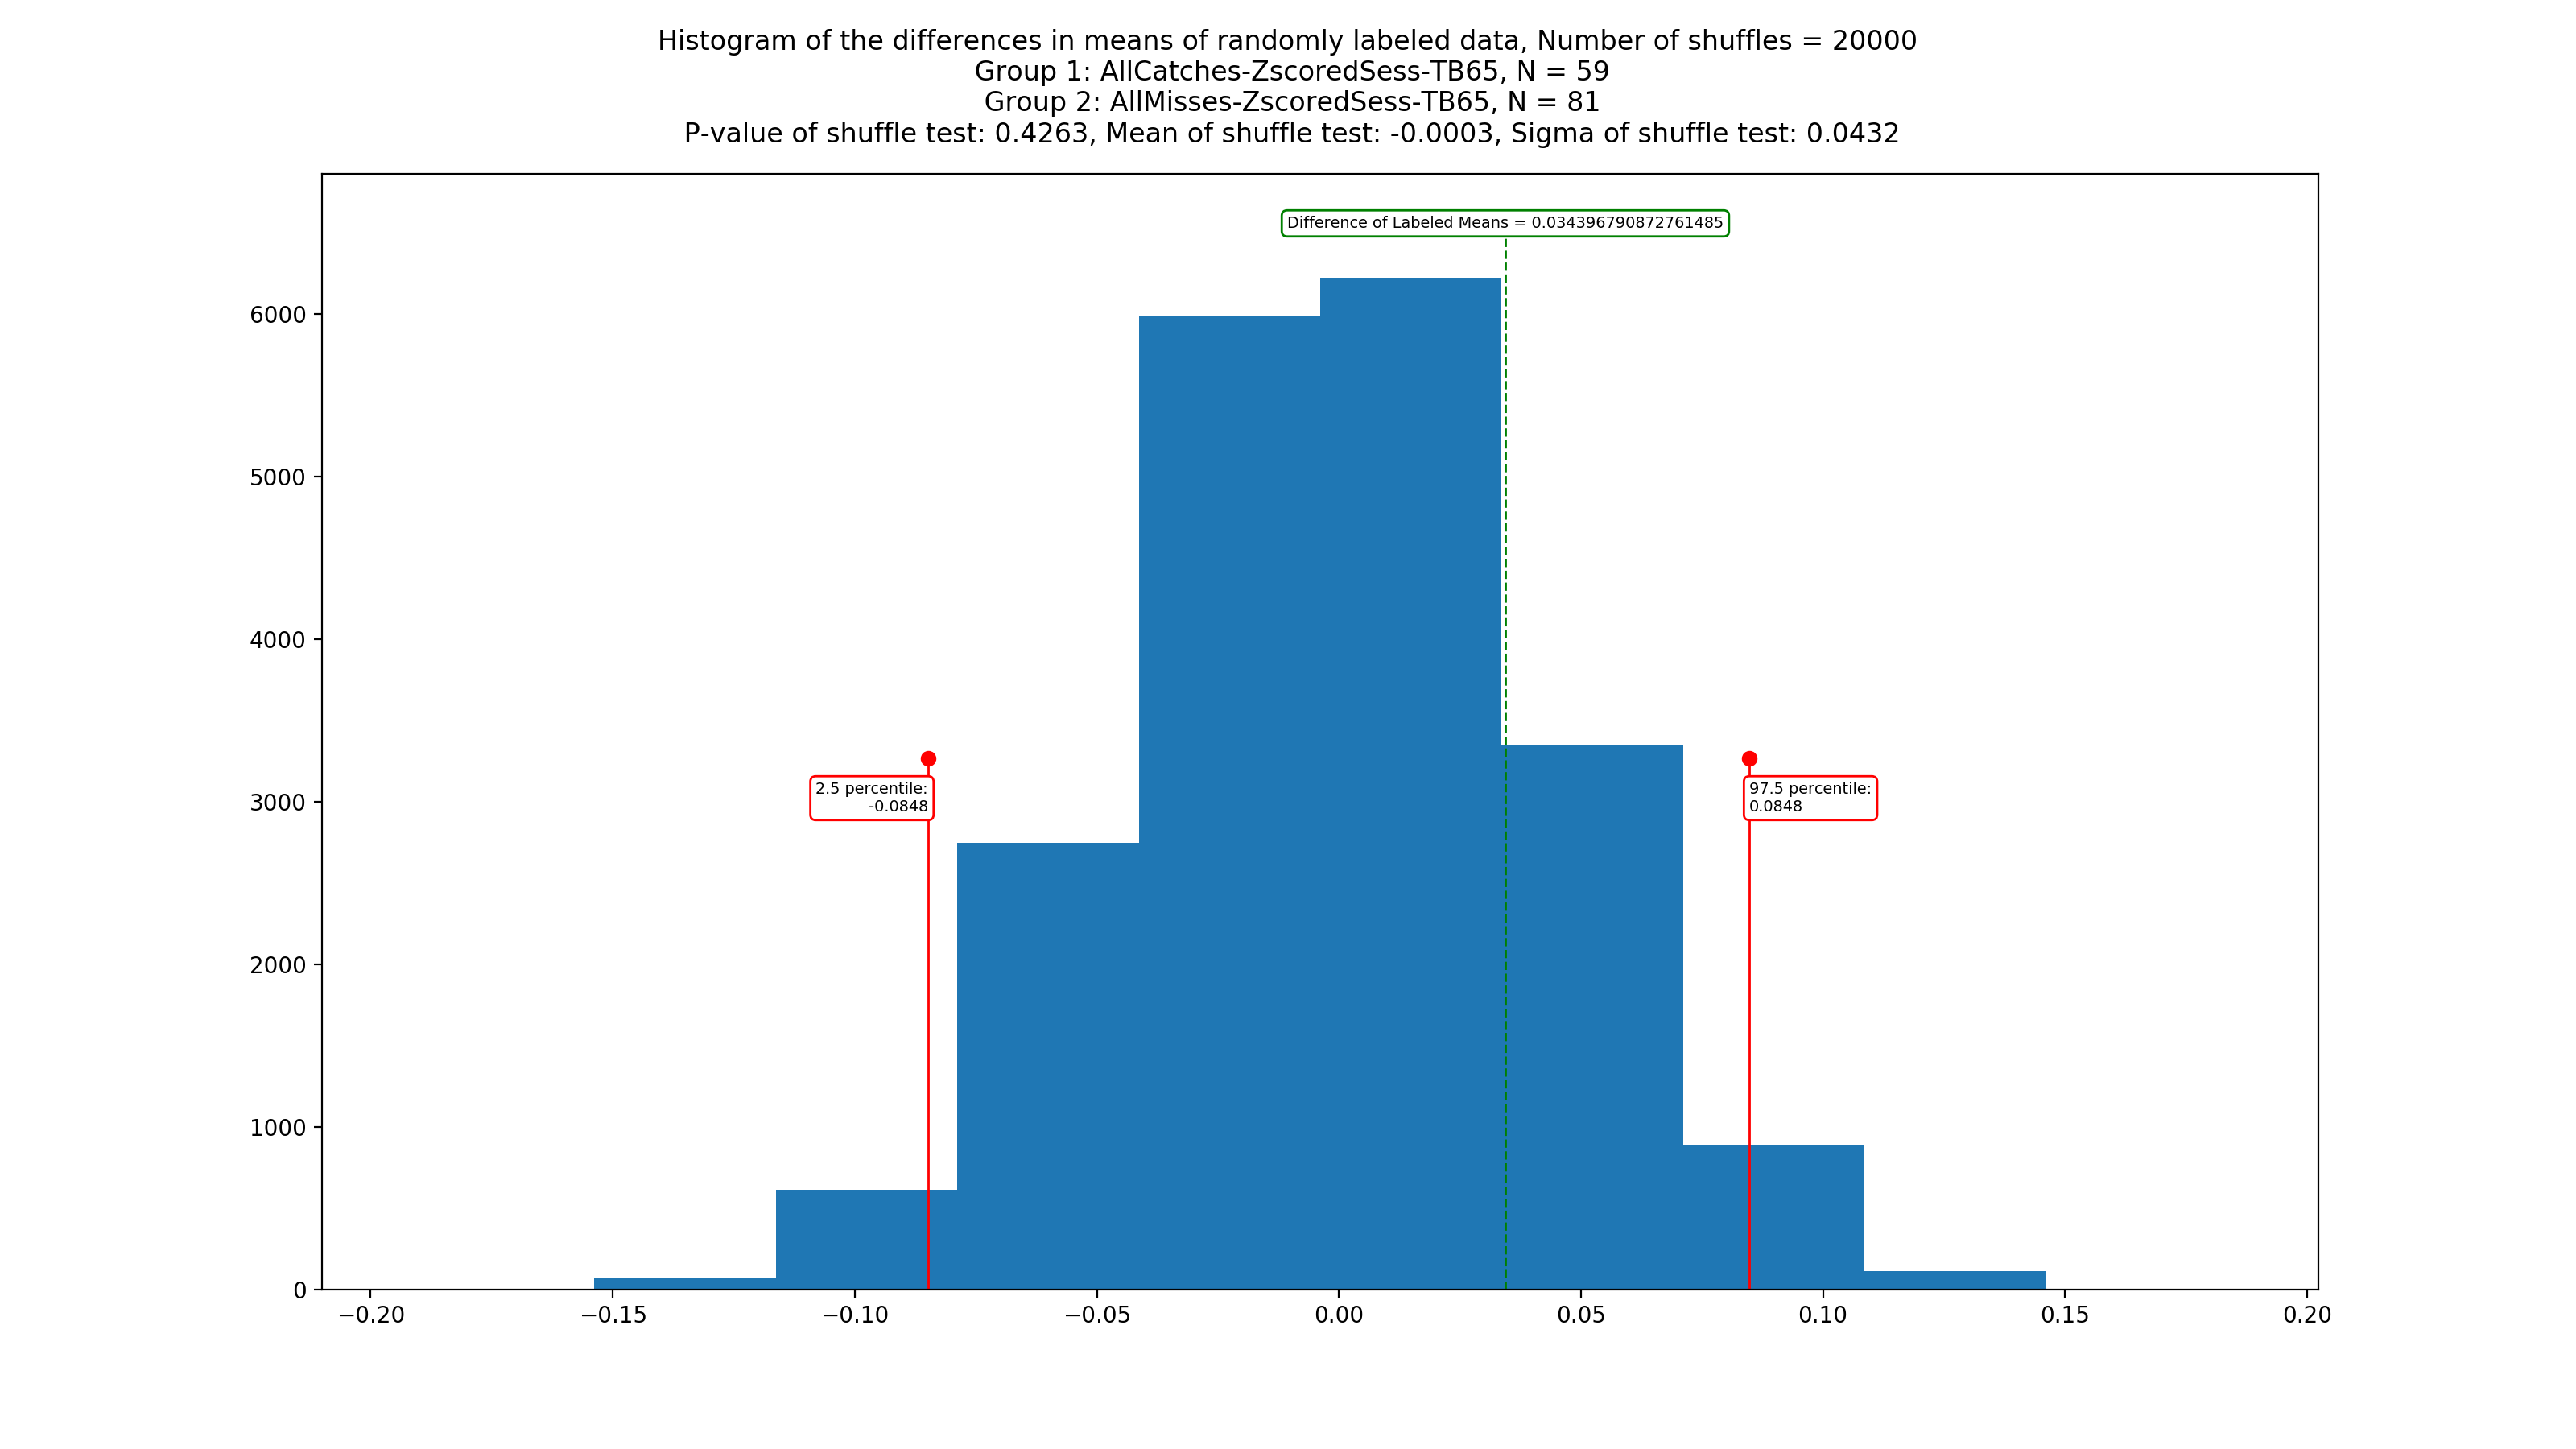 Histogram of the differences in means of randomly labeled data, Number of shuffles = 20000
Group 1: AllCatches-ZscoredSess-TB65, N = 59
Group 2: AllMisses-ZscoredSess-TB65, N = 81
P-value of shuffle test: 0.4263, Mean of shuffle test: -0.0003, Sigma of shuffle test: 0.0432
Difference of Labeled Means = 0.034396790872761485
6000
5000
4000
3000
2000
1000
0
2.5 percentile:
-0.0848
97.5 percentile:
0.0848
−0.20 −0.15 −0.10 −0.05 0.00 0.05 0.10 0.15 0.20